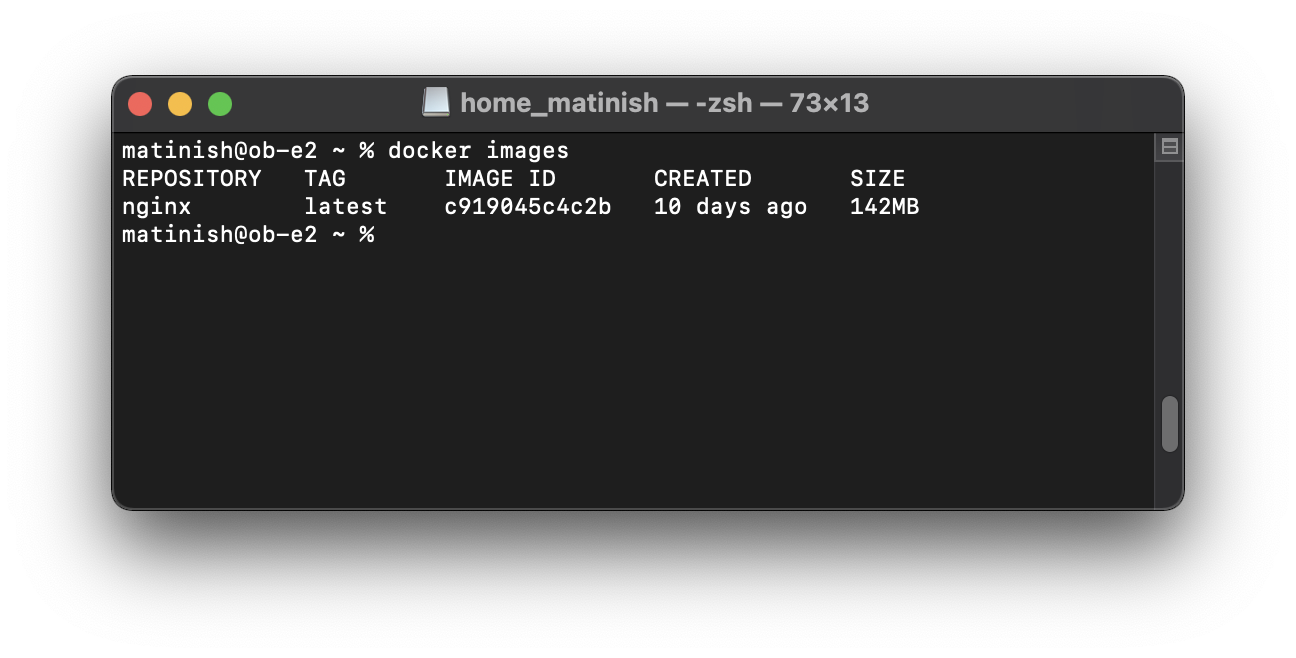 home_matinish — -zsh — 73×13
matinish@ob-e2 ~ % docker images
REPOSITORY   TAG       IMAGE ID       CREATED       SIZE
nginx        latest    c919045c4c2b   10 days ago   142MB
matinish@ob-e2 ~ %